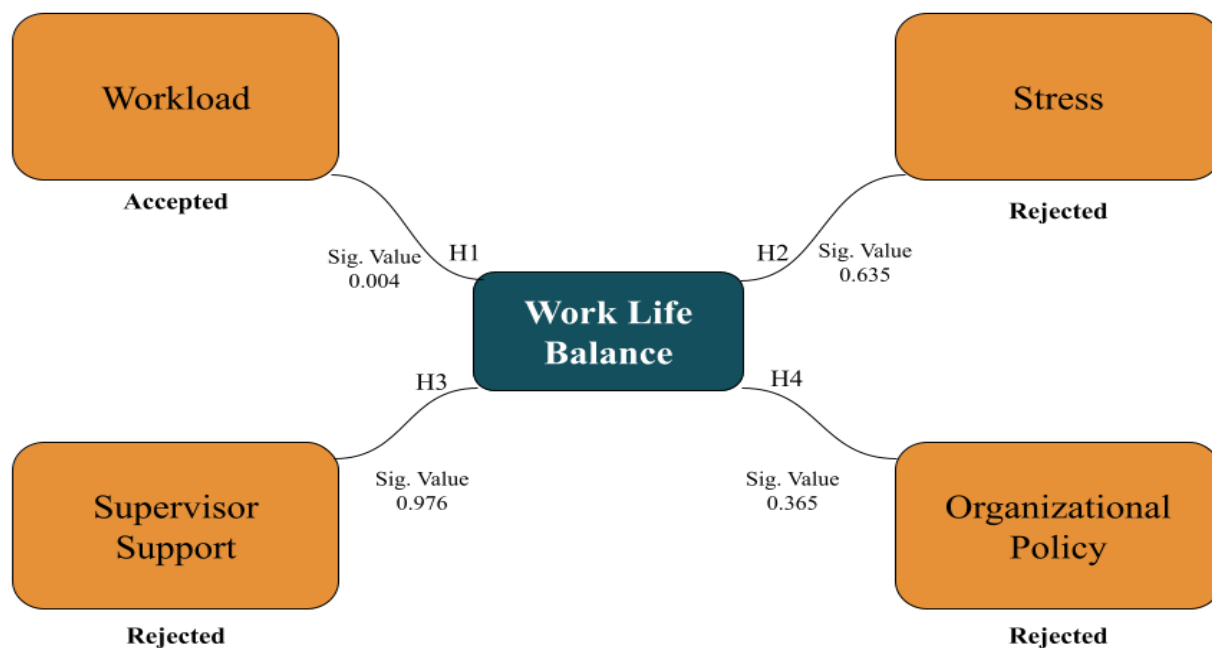 Workload
Stress
Accepted
Rejected
H1
Sig. Value
0.004
H2
Sig. Value
0.635
Work Life
Balance
H3
H4
Sig. Value
0.976
Sig. Value
0.365
Supervisor
Support
Organizational
Policy
Rejected
Rejected